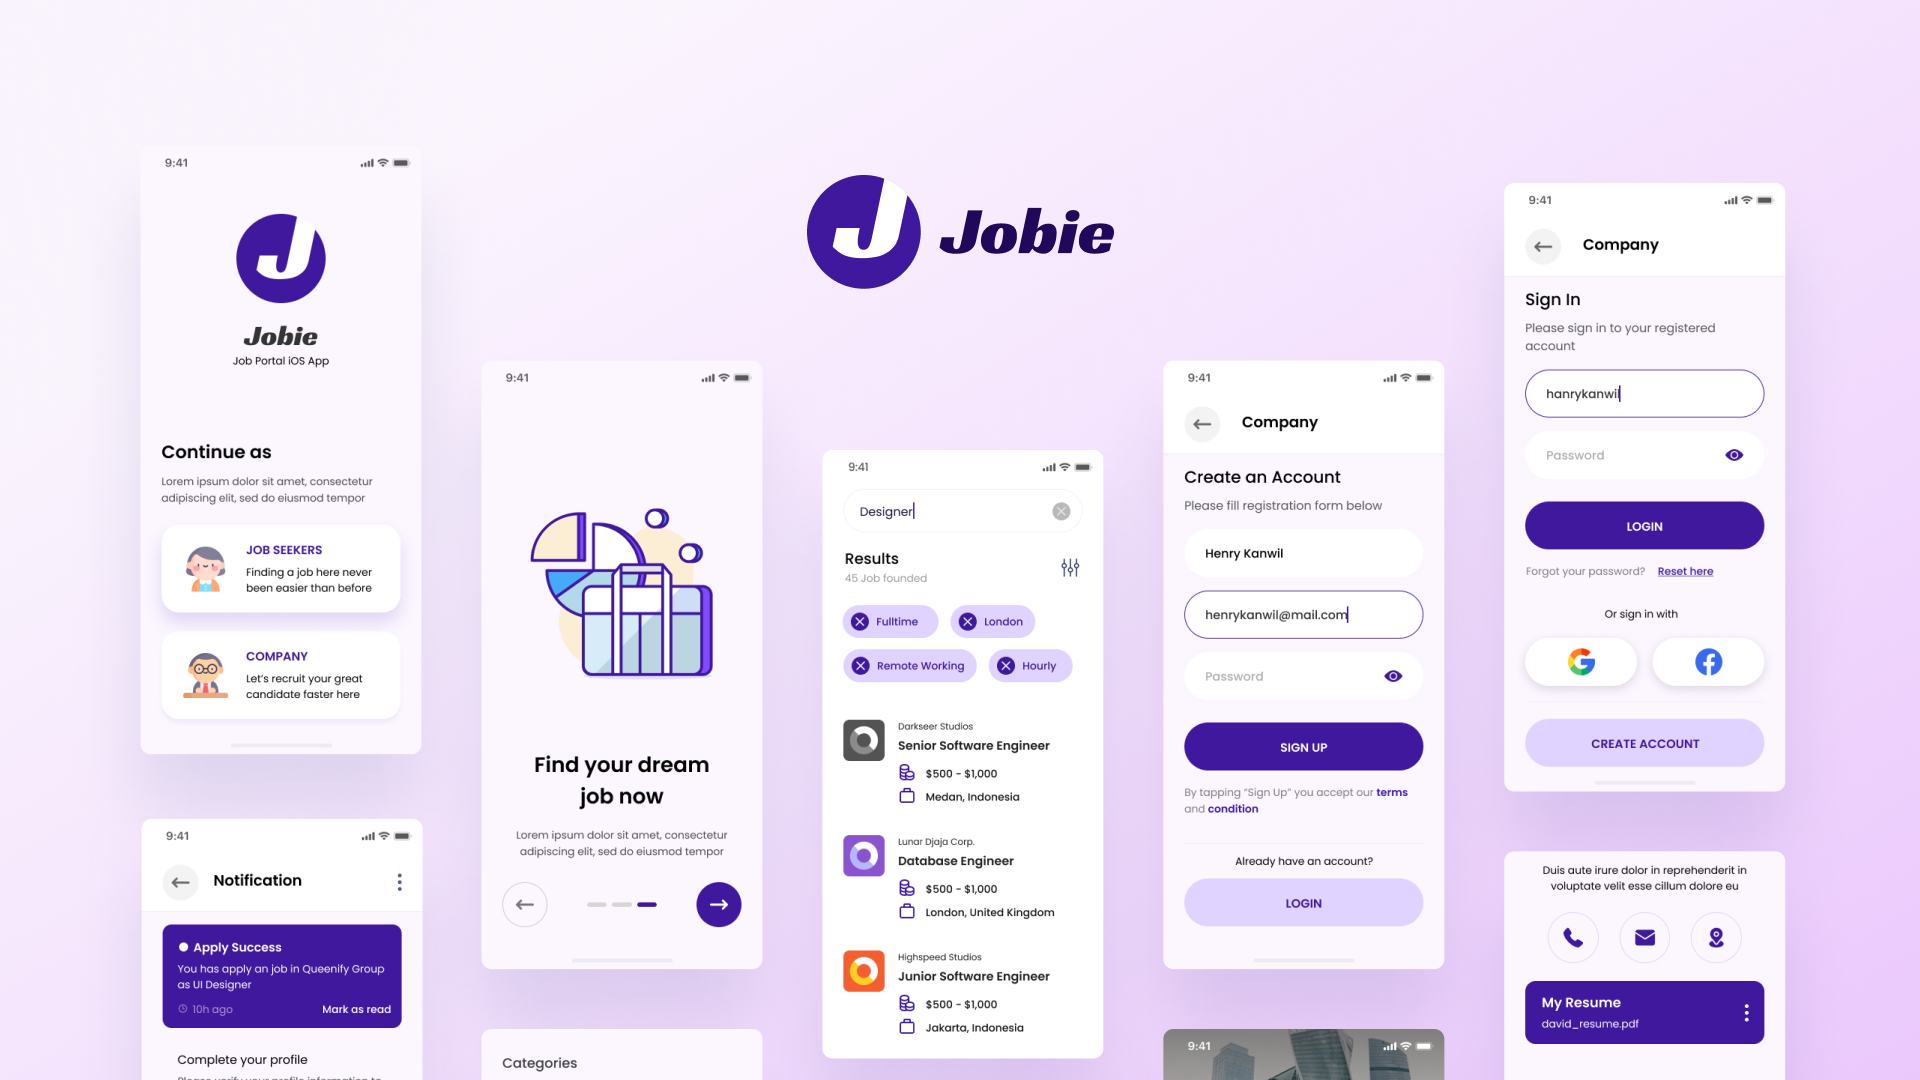 9:41
Jobie
Job Portal iOS App
Continue as
Lorem ipsum dolor sit amet, consectetur
adipiscing elit, sed do eiusmod tempor
JOB SEEKERS
Finding a job here never
been easier than before
COMPANY
Let's recruit your great
candidate faster here
9:41
Notification
Apply Success
You has apply an job in Queenify Group
as UI Designer
10h ago
Mark as read
Complete your profile
9:41
Find your dream
job now
Lorem ipsum dolor sit amet, consectetur
adipiscing elit, sed do eiusmod tempor
Categories
J Jobie
9:41
Designer
Results
45 Job founded
Fulltime
London
Remote Working
Hourly
Darkseer Studios
Senior Software Engineer
$500 - $1,000
Medan, Indonesia
Lunar Djaja Corp.
Database Engineer
$500 - $1,000
London, United Kingdom
Highspeed Studios
Junior Software Engineer
$500 - $1,000
Jakarta, Indonesia
9:41
Company
Create an Account
Please fill registration form below
Henry Kanwil
henrykanwil@mail.com
Password
SIGN UP
By tapping "Sign Up" you accept our terms
and condition
Already have an account?
LOGIN
9:41
9:41
Company
Sign In
Please sign in to your registered
account
hanrykanwil
Password
LOGIN
Forgot your password? Reset here
Or sign in with
CREATE ACCOUNT
Duis aute irure dolor in reprehenderit in
voluptate velit esse cillum dolore eu
My Resume
david_resume.pdf